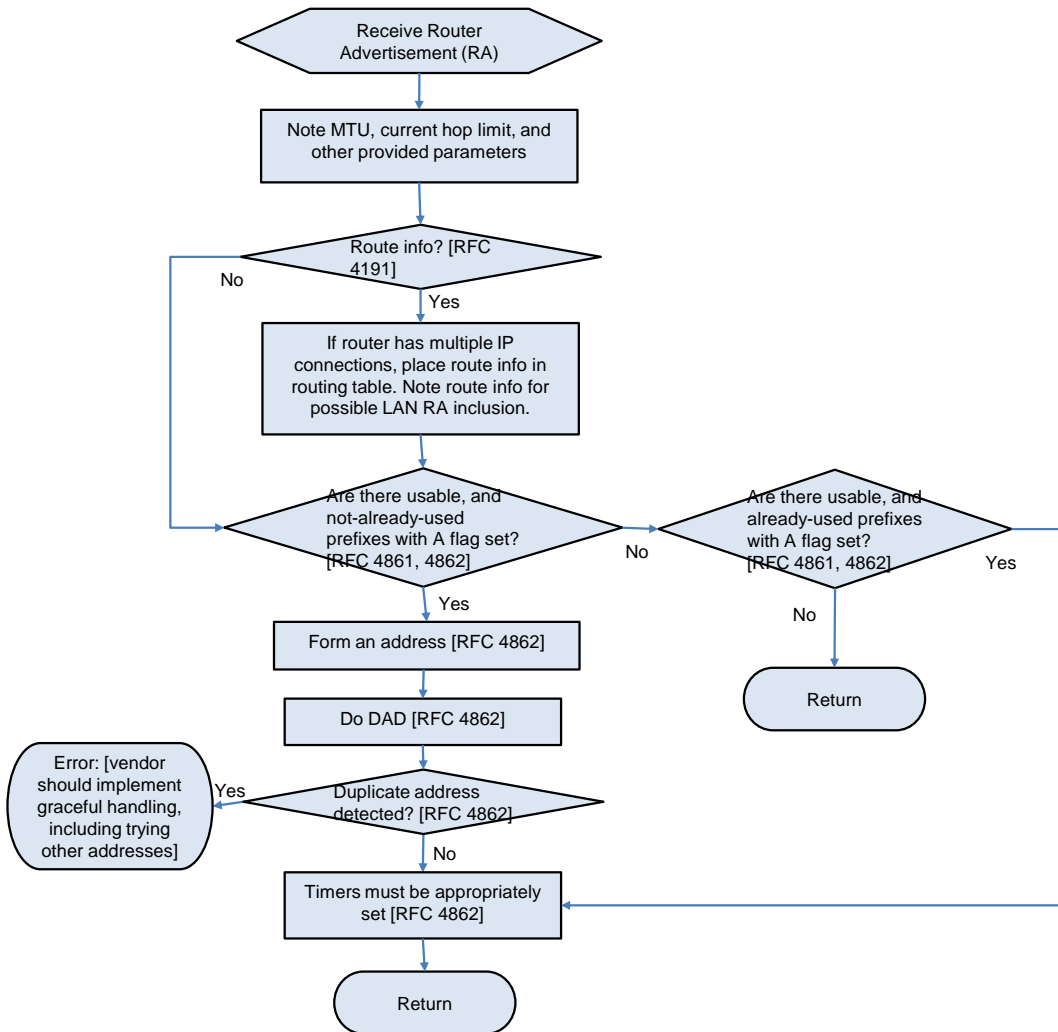 Receive Router
Advertisement (RA)
Note MTU, current hop limit, and
other provided parameters
Route info? [RFC
4191]
No
Yes
If router has multiple IP
connections, place route info in
routing table. Note route info for
possible LAN RA inclusion.
Are there usable, and
not-already-used
prefixes with A flag set?
[RFC 4861, 4862]
No
Are there usable, and
already-used prefixes
with A flag set?
[RFC 4861, 4862]
Yes
Yes
No
Form an address [RFC 4862]
Return
Do DAD [RFC 4862]
Error: [vendor
should implement
graceful handling,
including trying
other addresses]
Yes
Duplicate address
detected? [RFC 4862]
No
Timers must be appropriately
set [RFC 4862]
Return